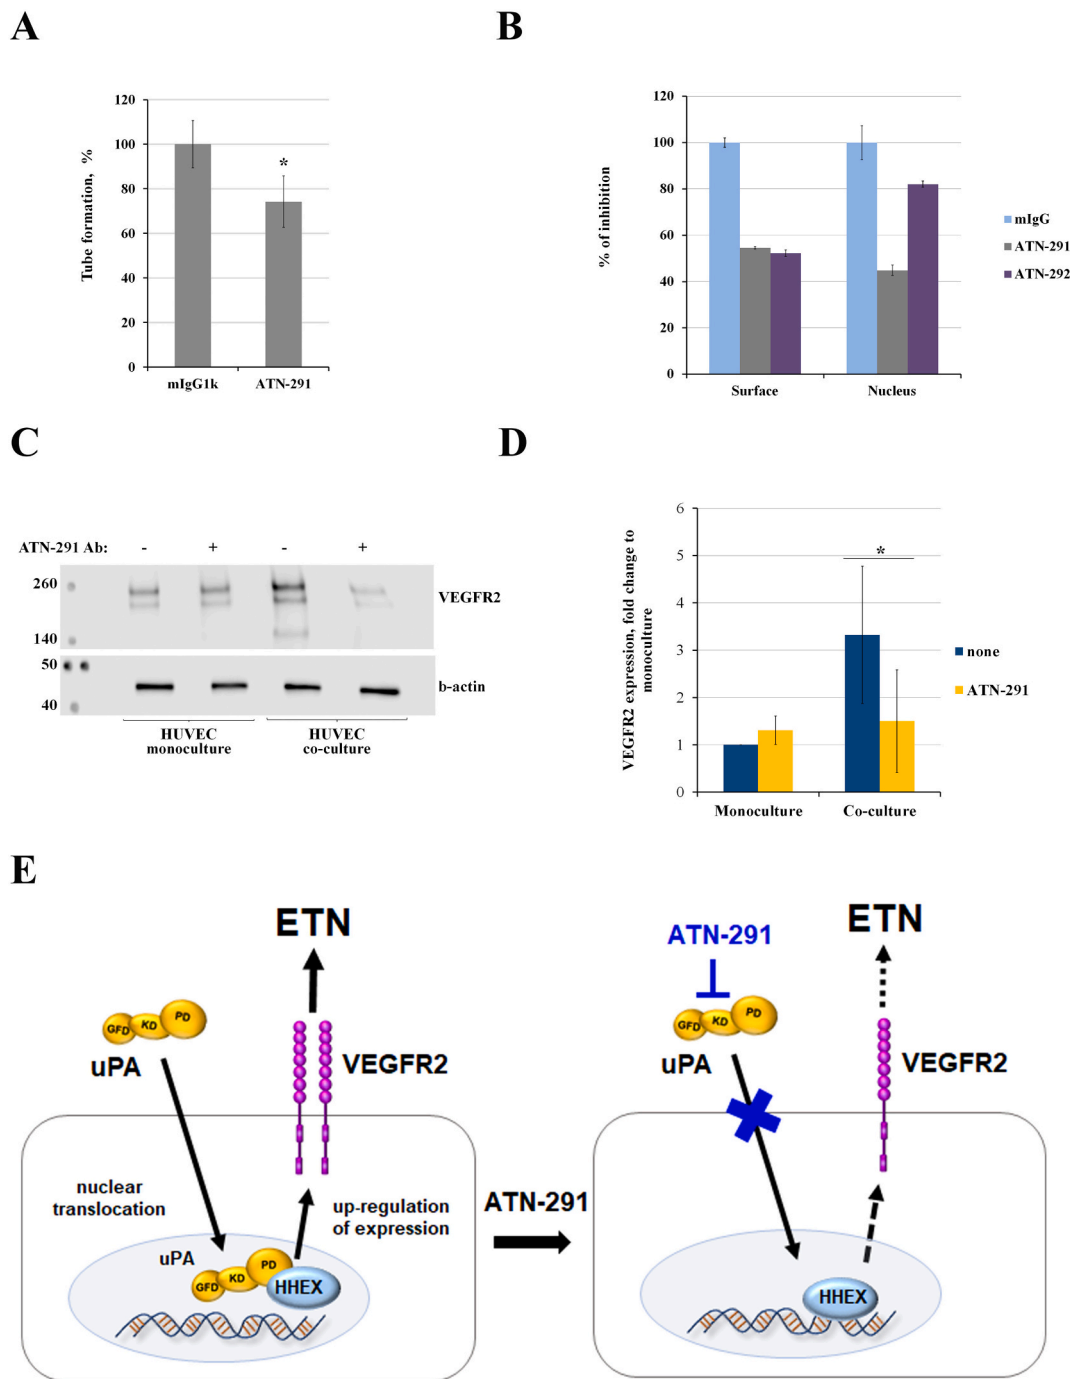 A
120
100
80
60
40
20
0
Tube formation, %
*
mIgG1k
ATN-291
B
120
100
80
60
40
20
0
% of inhibition
Surface
Nucleus
mIgG
ATN-291
ATN-292
C
ATN-291 Ab: - + - +
260
140
VEGFR2
50
40
b-actin
HUVEC
monoculture
HUVEC
co-culture
D
6
5
4
3
2
1
0
VEGFR2 expression, fold change to
monoculture
*
Monoculture
Co-culture
none
ATN-291
E
ETN
GFD KD PD
uPA
VEGFR2
nuclear
translocation
up-regulation
of expression
uPA
GFD KD PD
HHEX
ATN-291
ETN
ATN-291
GFD KD PD
uPA
VEGFR2
HHEX